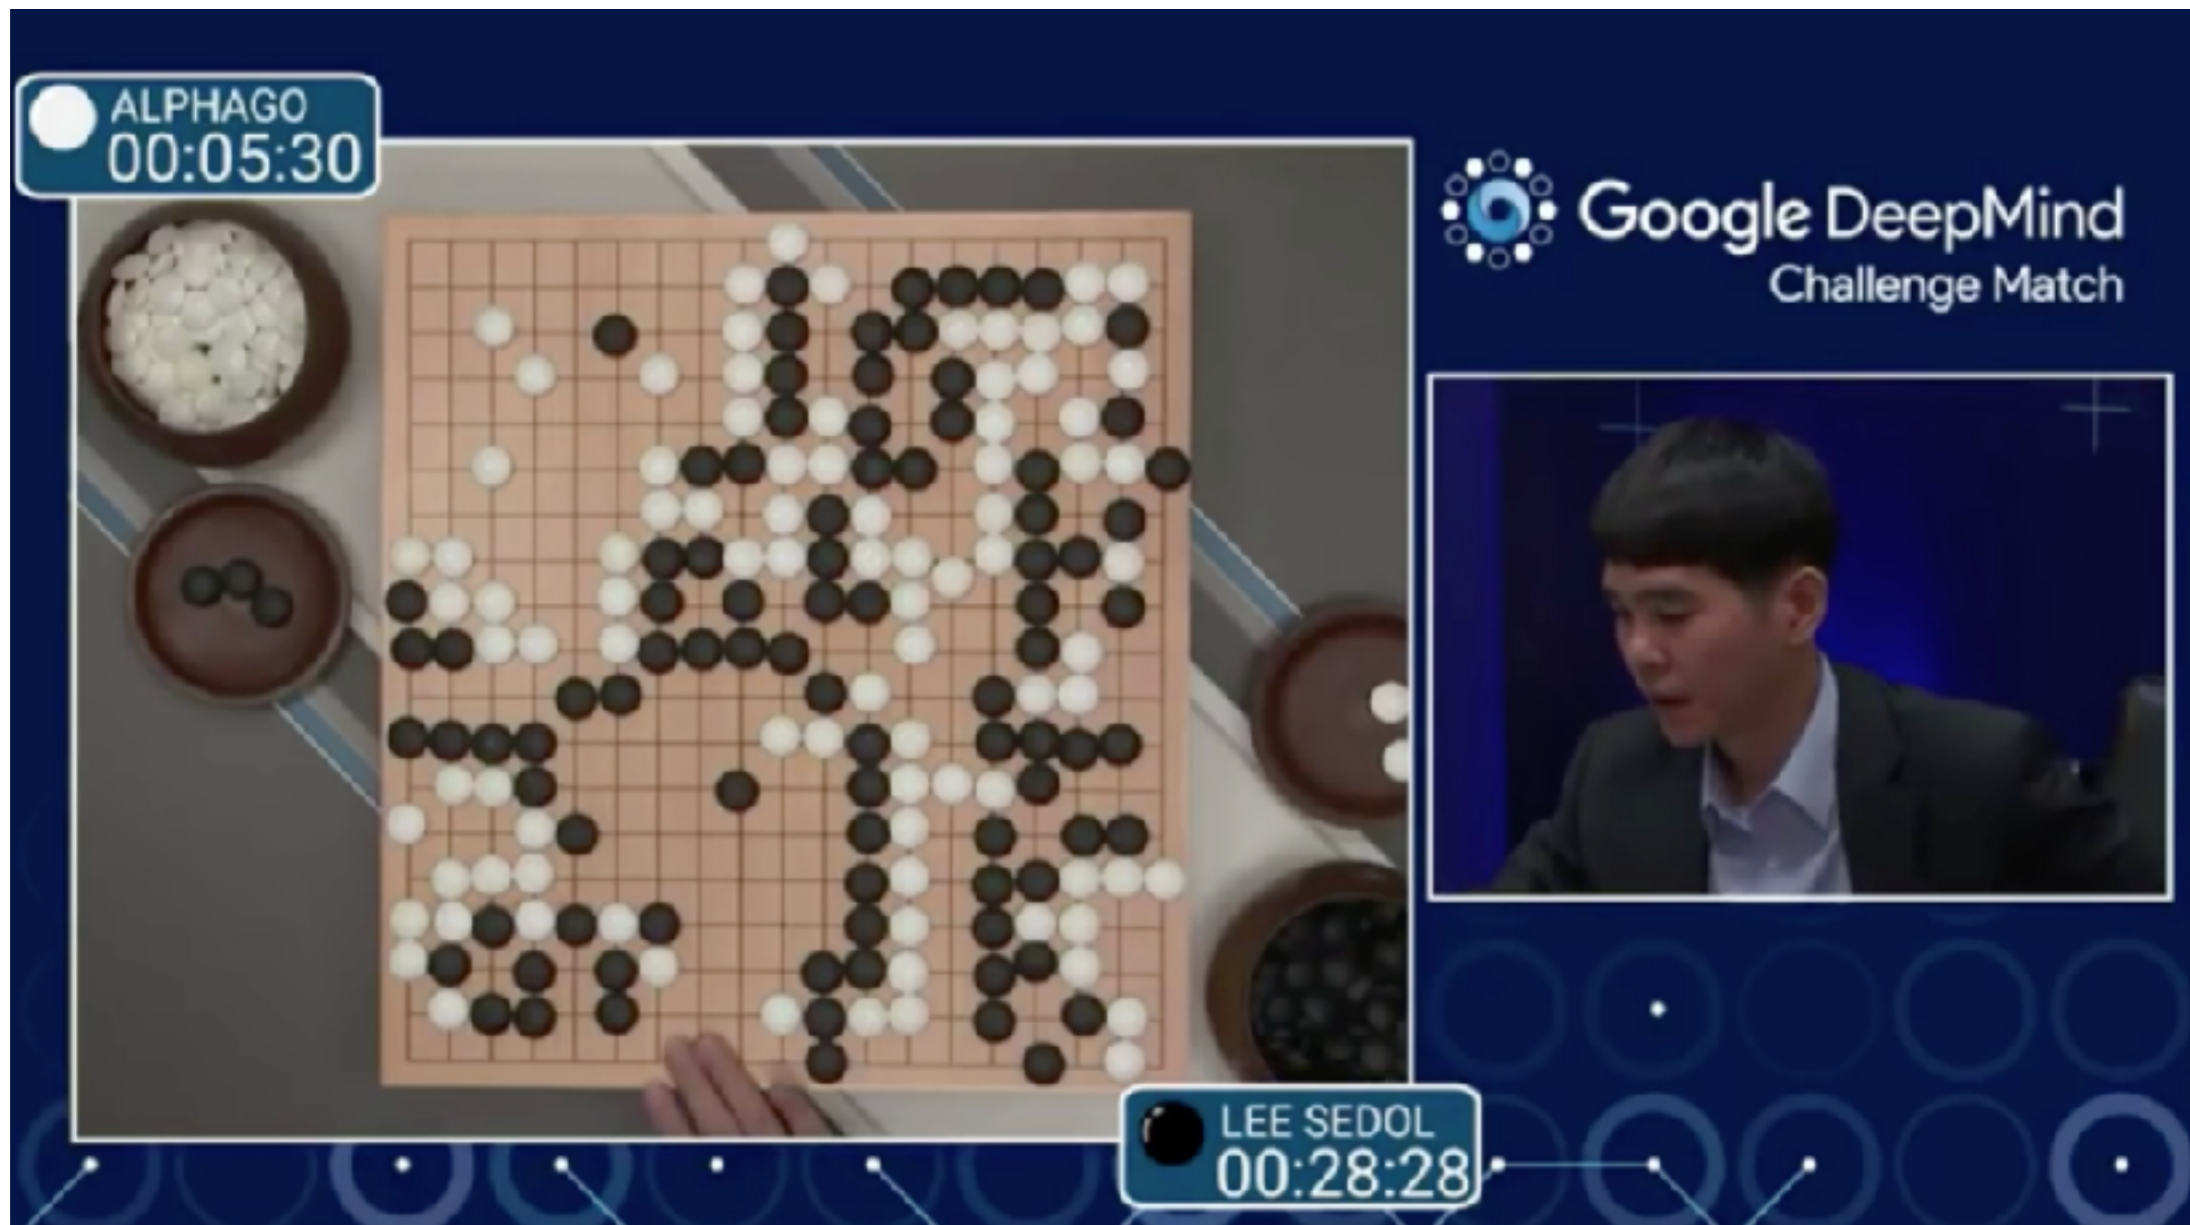 ALPHAGO
00:05:30
Google DeepMind
Challenge Match
LEE SEDOL
00:28:28